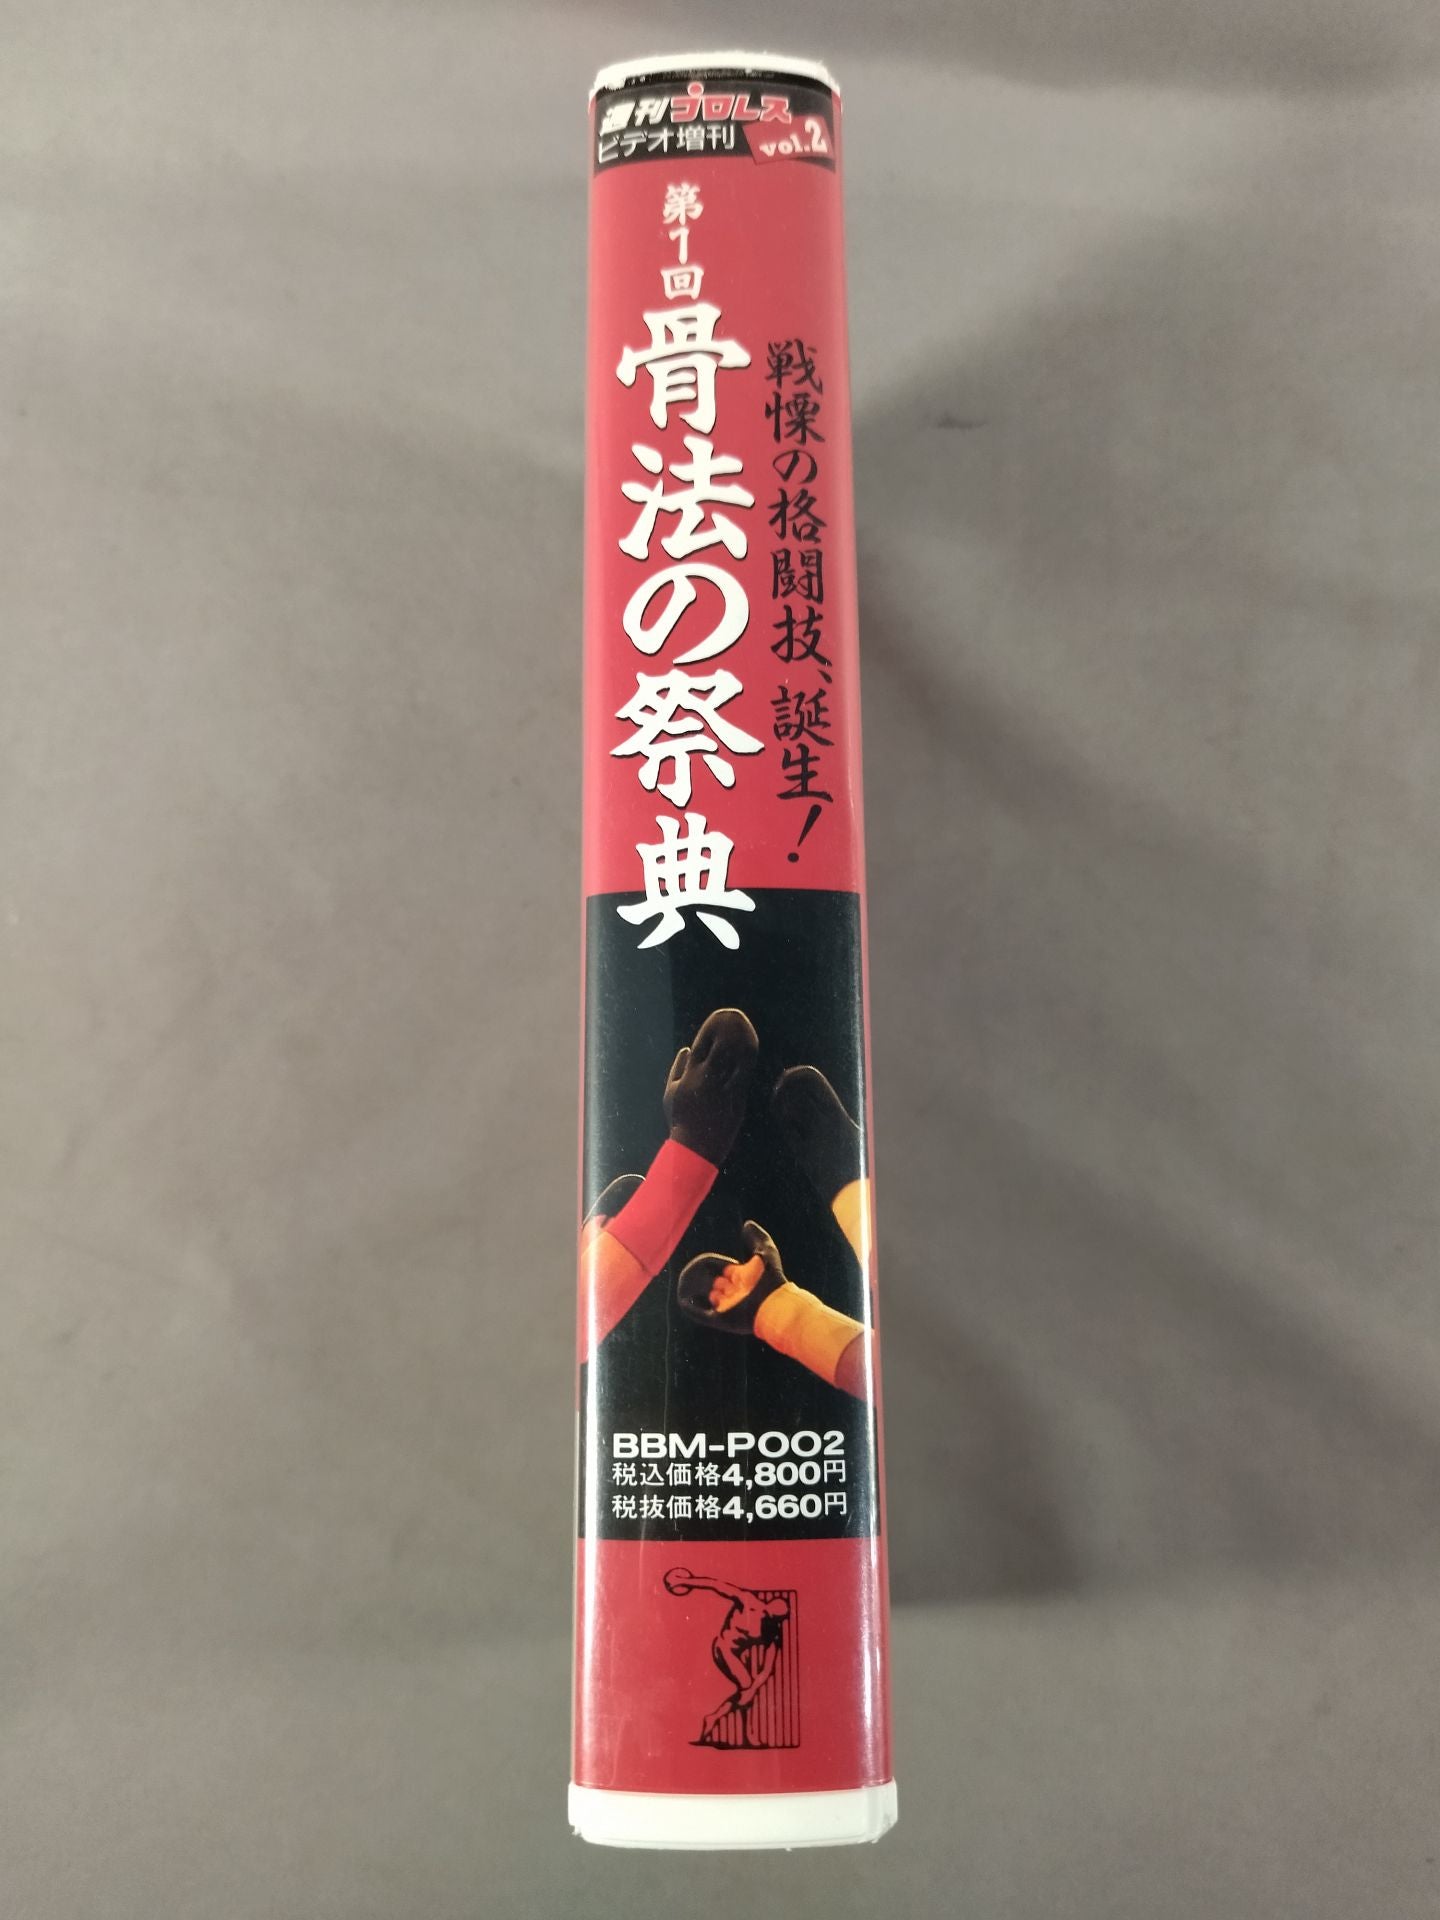 週刊プロレス
ビデオ増刊
vol.2
第1回
骨法の祭典
戦慄の格闘技、誕生!
BBM-P002
税込価格4,800円
税抜価格4,660円